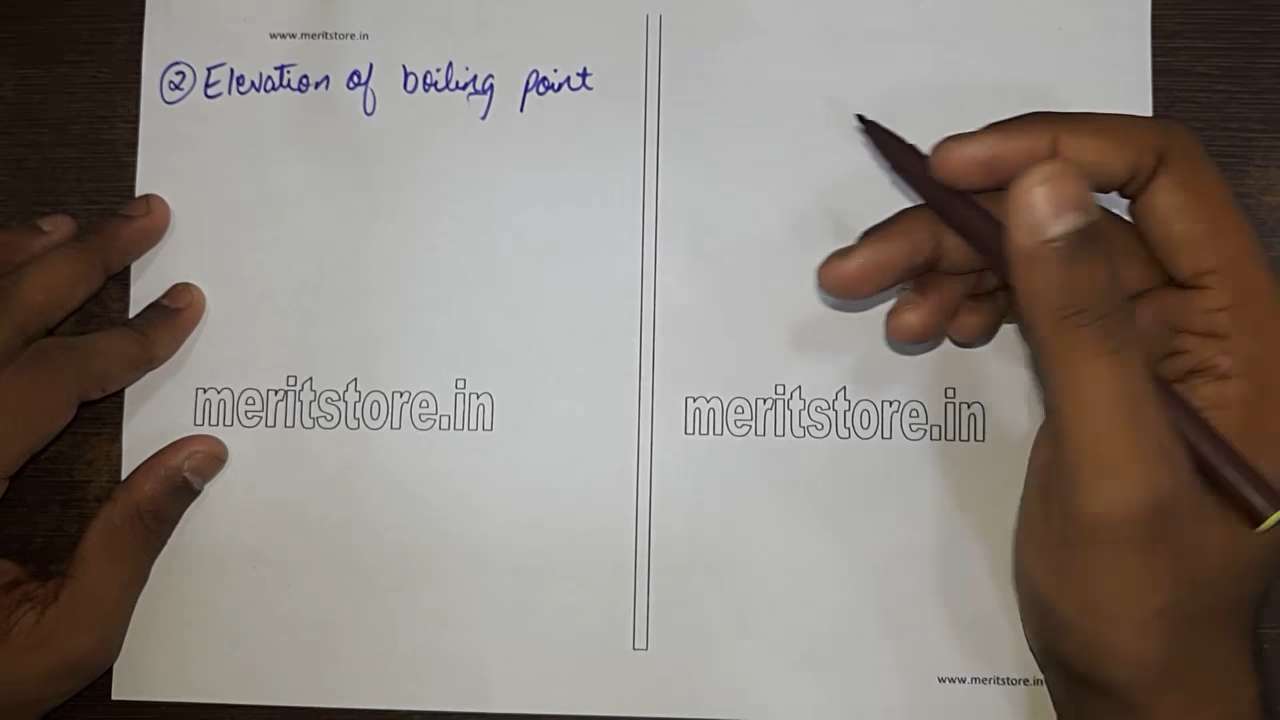 www.meritstore.in
② Elevation of boiling point
meritstore.in
meritstore.in
www.meritstore.in